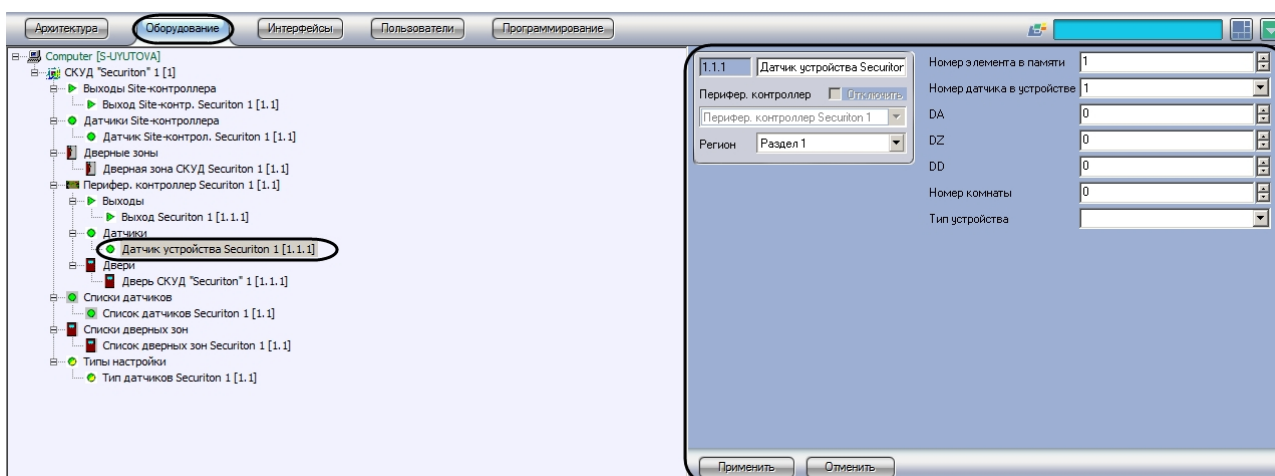 Архитектура Оборудование Интерфейсы Пользователи Программирование
Computer [S-UYUTOVA]
СКУД "Securiton" 1 [1]
Выходы Site-контроллера
Выход Site-контр. Securiton 1 [1.1]
Датчики Site-контроллера
Датчик Site-контрол. Securiton 1 [1.1]
Дверные зоны
Дверная зона СКУД Securiton 1 [1.1]
Перифер. контроллер Securiton 1 [1.1]
Выходы
Выход Securiton 1 [1.1.1]
Датчики
Датчик устройства Securiton 1 [1.1.1]
Двери
Дверь СКУД "Securiton" 1 [1.1.1]
Списки датчиков
Список датчиков Securiton 1 [1.1]
Списки дверных зон
Список дверных зон Securiton 1 [1.1]
Типы настройки
Тип датчиков Securiton 1 [1.1]
1.1.1 Датчик устройства Securitor
Перифер. контроллер Отключить
Перифер. контроллер Securiton 1
Регион Раздел 1
Номер элемента в памяти 1
Номер датчика в устройстве 1
DA 0
DZ 0
DD 0
Номер комнаты 0
Тип устройства
Применить Отменить